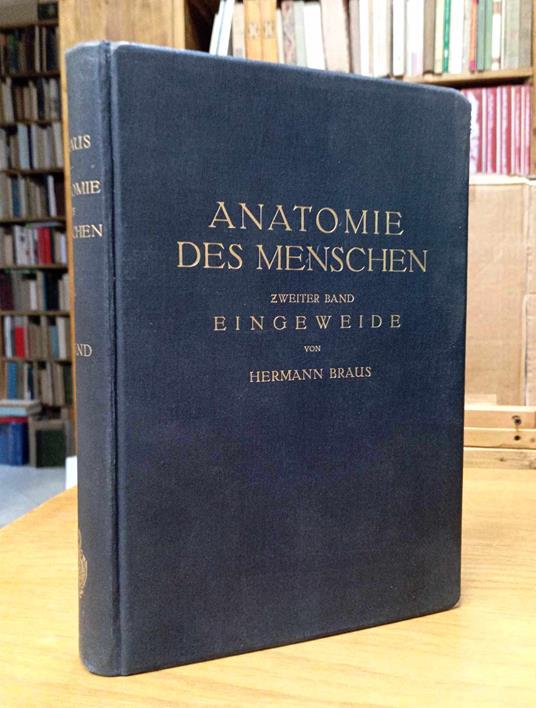 ANATOMIE
DES MENSCHEN
ZWEITER BAND
EINGEWEIDE
VON
HERMANN BRAUS